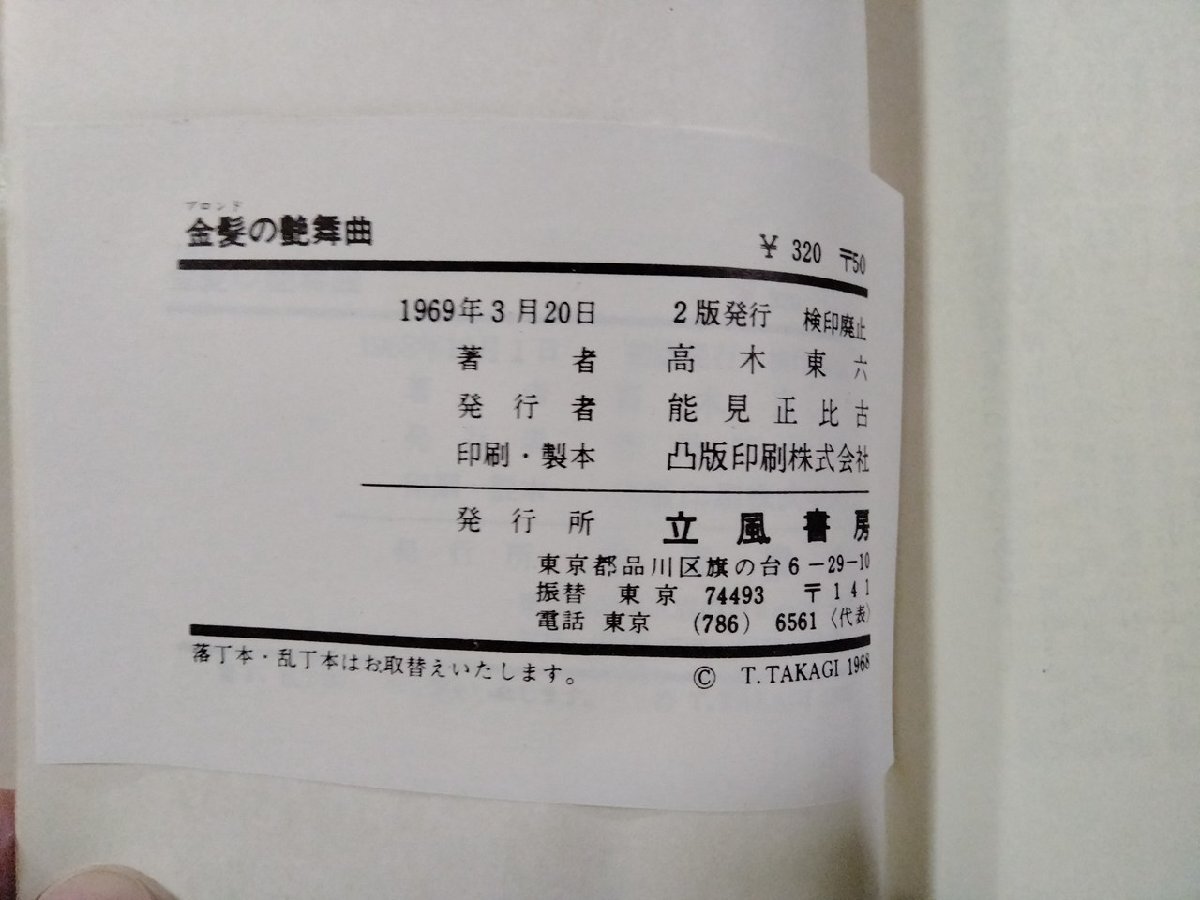 ブロンド
金髪の艶舞曲
￥ 320 〒50
1969年3月20日 2版発行 検印廃止
著者 高木東六
発行者 能見正比古
印刷・製本 凸版印刷株式会社
発行所 立風書房
東京都品川区旗の台6-29-10
振替 東京 74493 〒141
電話 東京 (786) 6561〈代表〉
落丁本・乱丁本はお取替えいたします。
© T. TAKAGI 1968